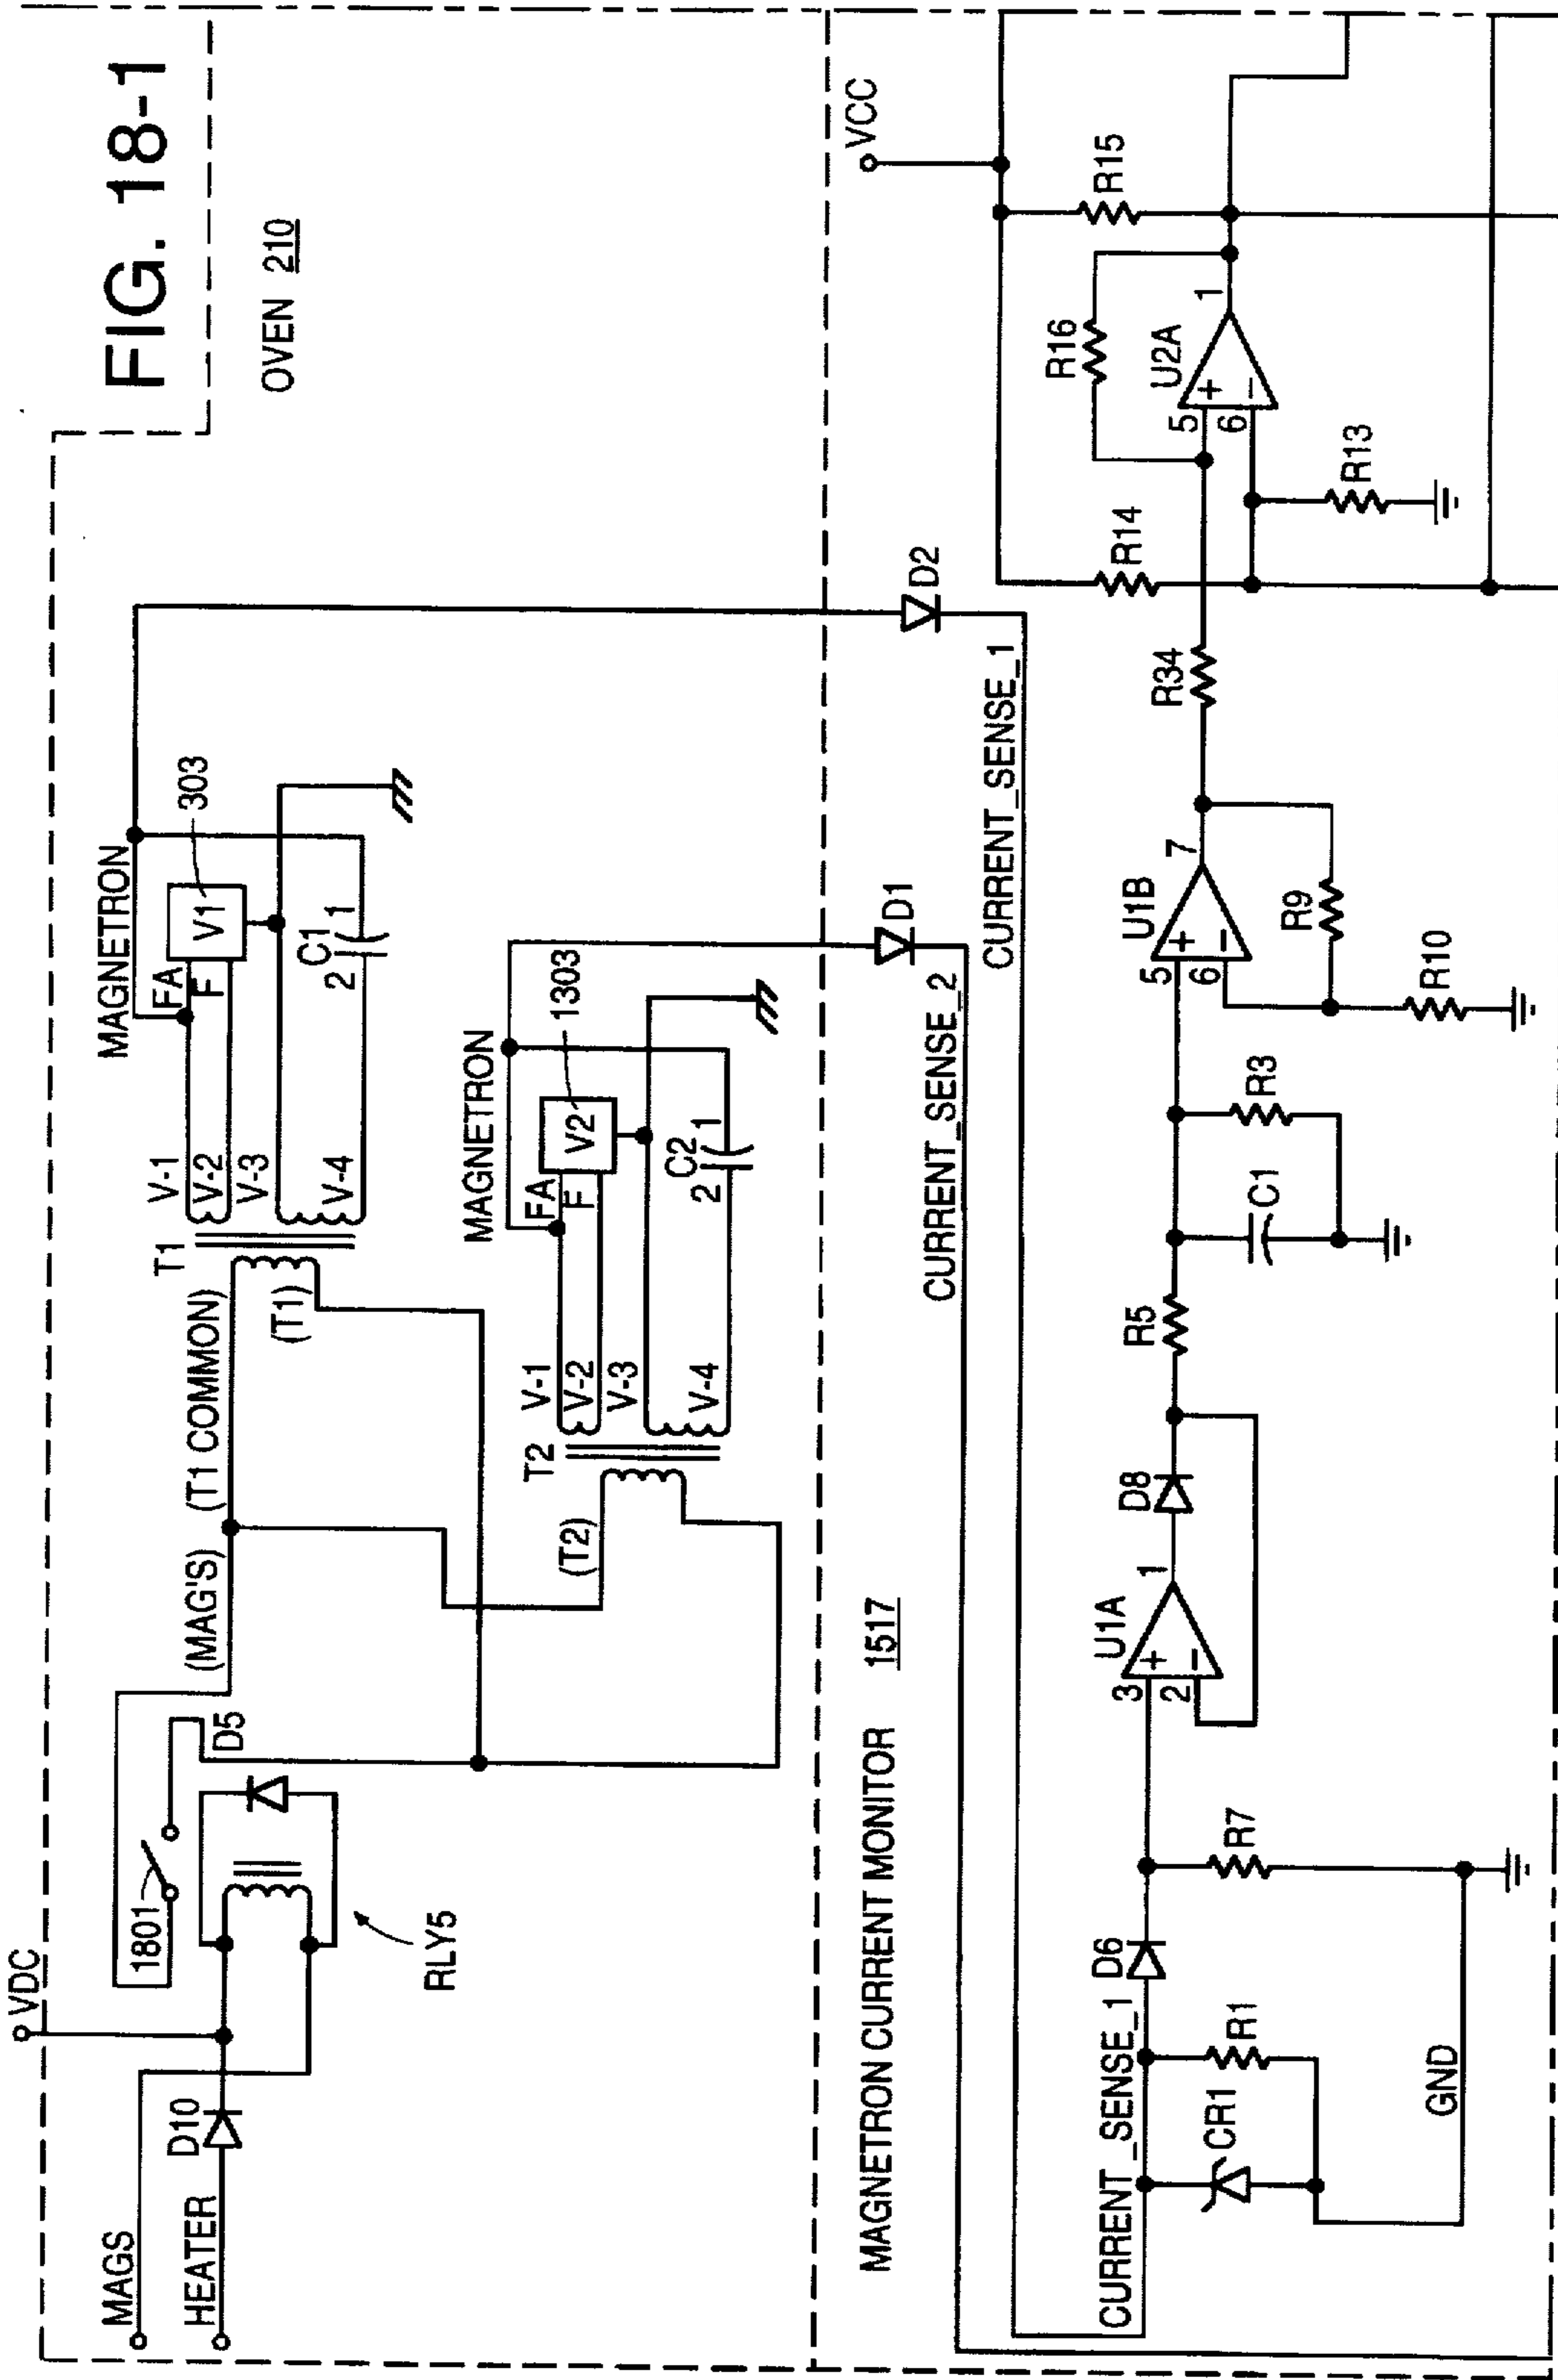 FIG. 18-1
OVEN 210
VDC
MAGS
HEATER
D10
1801
RLY5
D5
(MAG'S)
(T1 COMMON)
(T1)
T1
V-1
V-2
V-3
V-4
MAGNETRON
FA
F
V1
303
C1
2
1
(T2)
T2
V-1
V-2
V-3
V-4
MAGNETRON
FA
F
V2
1303
C2
2
1
D1
D2
MAGNETRON CURRENT MONITOR 1517
CURRENT_SENSE_2
CURRENT_SENSE_1
CURRENT_SENSE_1
CR1
R1
D6
R7
GND
U1A
3
+
2
−
1
D8
R5
C1
R3
U1B
5
+
6
−
7
R9
R10
R34
R14
R16
U2A
5
+
6
−
1
R13
R15
VCC